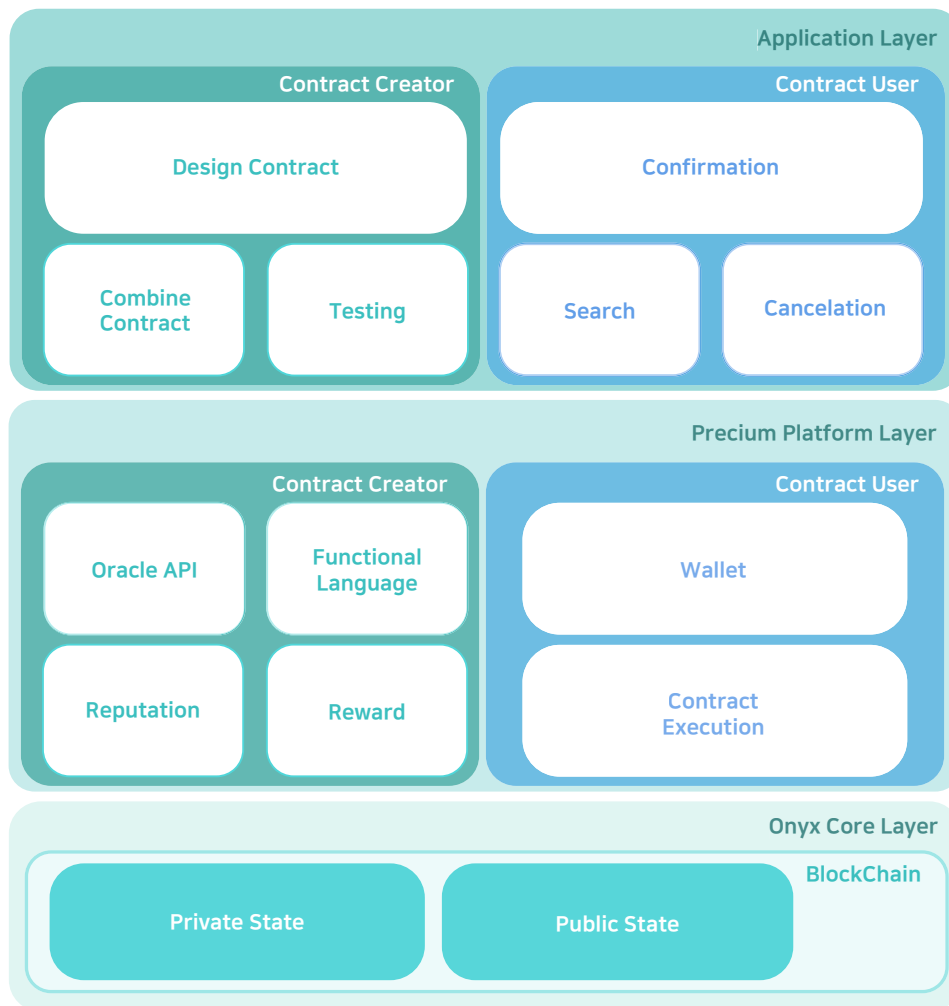 Application Layer
Contract Creator
Design Contract
Combine
Contract
Testing
Contract User
Confirmation
Search
Cancelation
Precium Platform Layer
Contract Creator
Oracle API
Functional
Language
Reputation
Reward
Contract User
Wallet
Contract
Execution
Onyx Core Layer
BlockChain
Private State
Public State